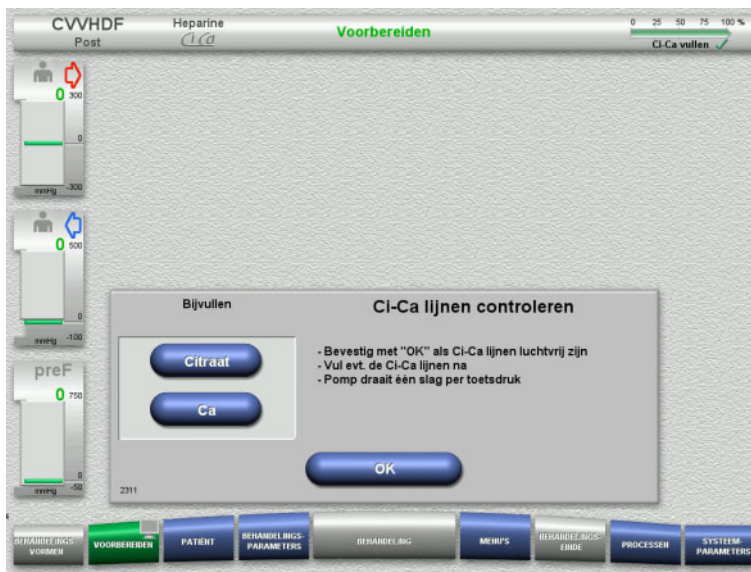 CVVHDF
Post
Heparine
Ci Ca
Voorbereiden
0 25 50 75 100 %
Ci-Ca vullen
0
300
0
mmHg -300
0
500
0
mmHg -100
preF
0
750
0
mmHg -50
Bijvullen
Citraat
Ca
Ci-Ca lijnen controleren
- Bevestig met "OK" als Ci-Ca lijnen luchtvrij zijn
- Vul evt. de Ci-Ca lijnen na
- Pomp draait één slag per toetsdruk
OK
2311
BEHANDELINGS-
VORMEN
VOORBEREIDEN
PATIËNT
BEHANDELINGS-
PARAMETERS
BEHANDELING
MENU'S
BEHANDELINGS-
EINDE
PROCESSEN
SYSTEEM-
PARAMETERS